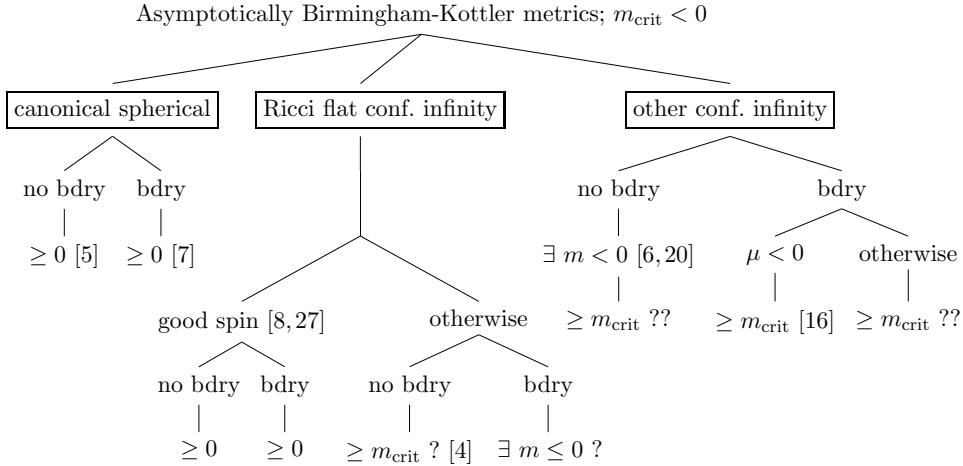 Asymptotically Birmingham-Kottler metrics; m_crit < 0
canonical spherical Ricci flat conf. infinity other conf. infinity
no bdry bdry no bdry bdry
≥ 0 [5] ≥ 0 [7] ∃ m < 0 [6, 20] μ < 0 otherwise
good spin [8, 27] otherwise ≥ m_crit ?? ≥ m_crit [16] ≥ m_crit ??
no bdry bdry no bdry bdry
≥ 0 ≥ 0 ≥ m_crit ? [4] ∃ m ≤ 0 ?